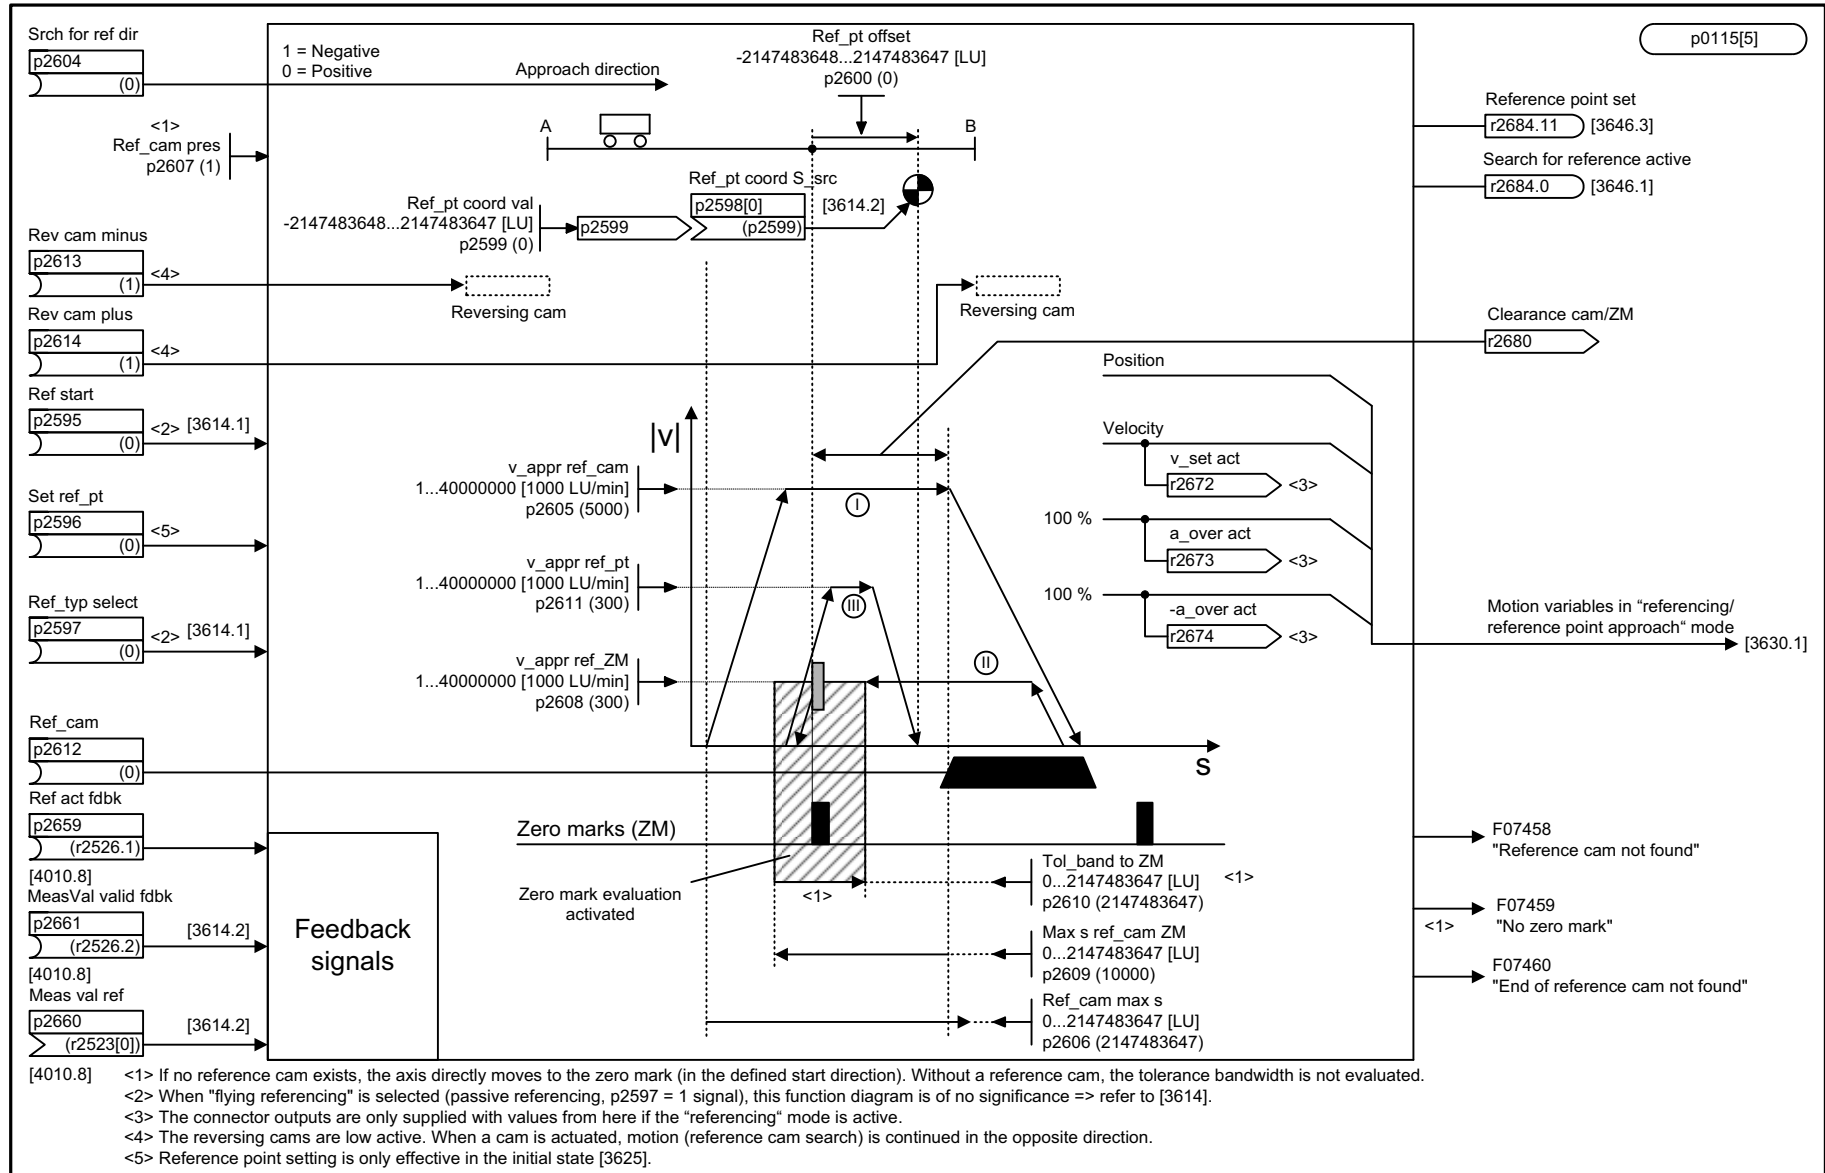 Srch for ref dir
p2604
(0)
1 = Negative
0 = Positive
Approach direction
Ref_pt offset
-2147483648...2147483647 [LU]
p2600 (0)
p0115[5]
<1>
Ref_cam pres
p2607 (1)
A
B
Reference point set
r2684.11
[3646.3]
Search for reference active
r2684.0
[3646.1]
Ref_pt coord val
-2147483648...2147483647 [LU]
p2599 (0)
p2599
Ref_pt coord S_src
p2598[0]
(p2599)
[3614.2]
Rev cam minus
p2613
(1)
<4>
Reversing cam
Reversing cam
Rev cam plus
p2614
(1)
<4>
Clearance cam/ZM
r2680
Ref start
p2595
(0)
<2> [3614.1]
Position
Velocity
v_set act
r2672
<3>
100 %
a_over act
r2673
<3>
100 %
-a_over act
r2674
<3>
Motion variables in “referencing/
reference point approach“ mode
[3630.1]
|v|
v_appr ref_cam
1...40000000 [1000 LU/min]
p2605 (5000)
I
Set ref_pt
p2596
(0)
<5>
v_appr ref_pt
1...40000000 [1000 LU/min]
p2611 (300)
III
Ref_typ select
p2597
(0)
<2> [3614.1]
v_appr ref_ZM
1...40000000 [1000 LU/min]
p2608 (300)
II
s
Ref_cam
p2612
(0)
Ref act fdbk
p2659
(r2526.1)
[4010.8]
MeasVal valid fdbk
p2661
(r2526.2)
[3614.2]
[4010.8]
Meas val ref
p2660
(r2523[0])
[3614.2]
[4010.8]
Feedback
signals
Zero marks (ZM)
Zero mark evaluation
activated
<1>
Tol_band to ZM
0...2147483647 [LU]
p2610 (2147483647)
<1>
Max s ref_cam ZM
0...2147483647 [LU]
p2609 (10000)
Ref_cam max s
0...2147483647 [LU]
p2606 (2147483647)
F07458
"Reference cam not found"
<1>
F07459
"No zero mark"
F07460
"End of reference cam not found"
<1> If no reference cam exists, the axis directly moves to the zero mark (in the defined start direction). Without a reference cam, the tolerance bandwidth is not evaluated.
<2> When "flying referencing" is selected (passive referencing, p2597 = 1 signal), this function diagram is of no significance => refer to [3614].
<3> The connector outputs are only supplied with values from here if the “referencing“ mode is active.
<4> The reversing cams are low active. When a cam is actuated, motion (reference cam search) is continued in the opposite direction.
<5> Reference point setting is only effective in the initial state [3625].